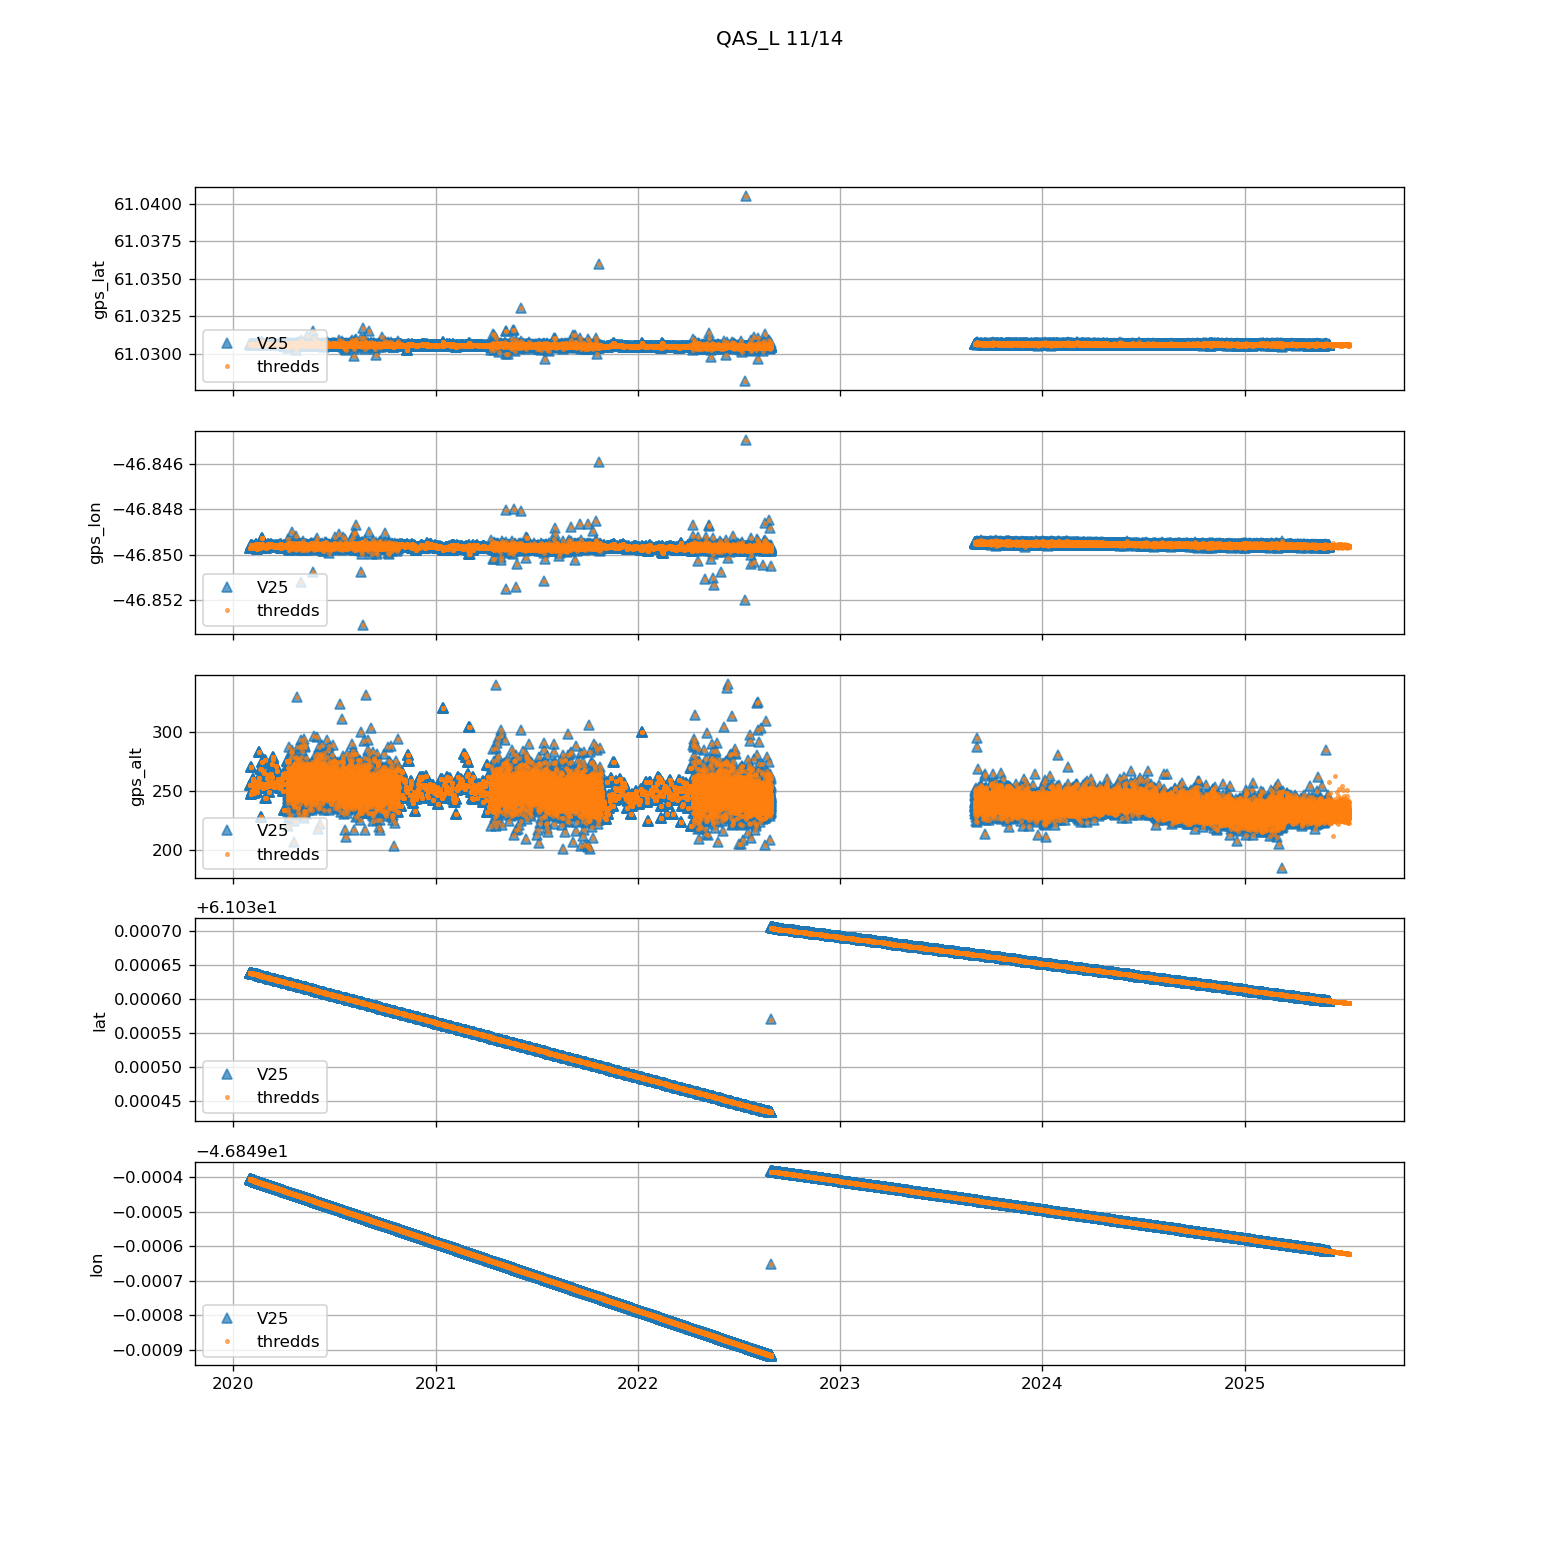 QAS_L 11/14
61.0400
61.0375
61.0350
61.0325
61.0300
gps_lat
V25
thredds
−46.846
−46.848
−46.850
−46.852
gps_lon
V25
thredds
300
250
200
gps_alt
V25
thredds
+6.103e1
0.00070
0.00065
0.00060
0.00055
0.00050
0.00045
lat
V25
thredds
−4.6849e1
−0.0004
−0.0005
−0.0006
−0.0007
−0.0008
−0.0009
lon
V25
thredds
2020 2021 2022 2023 2024 2025